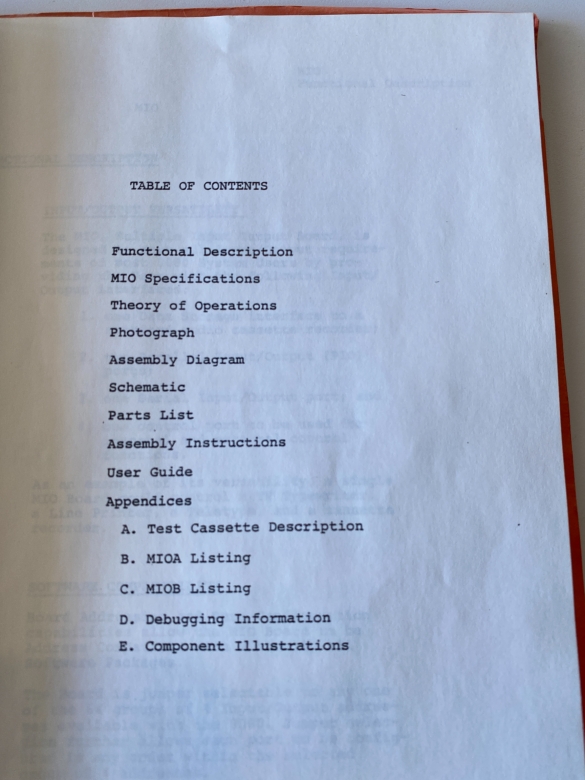 TABLE OF CONTENTS
Functional Description
MIO Specifications
Theory of Operations
Photograph
Assembly Diagram
Schematic
Parts List
Assembly Instructions
User Guide
Appendices
A. Test Cassette Description
B. MIOA Listing
C. MIOB Listing
D. Debugging Information
E. Component Illustrations